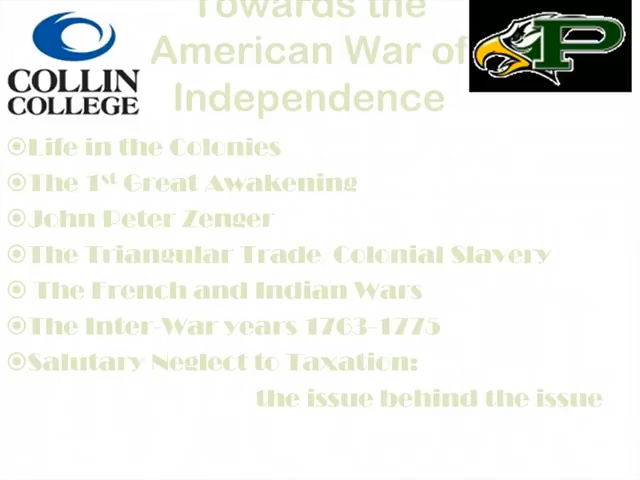 Towards the
American War of
Independence
COLLIN
COLLEGE
P
Life in the Colonies
The 1st Great Awakening
John Peter Zenger
The Triangular Trade/Colonial Slavery
The French and Indian Wars
The Inter-War years 1763-1775
Salutary Neglect to Taxation:
the issue behind the issue